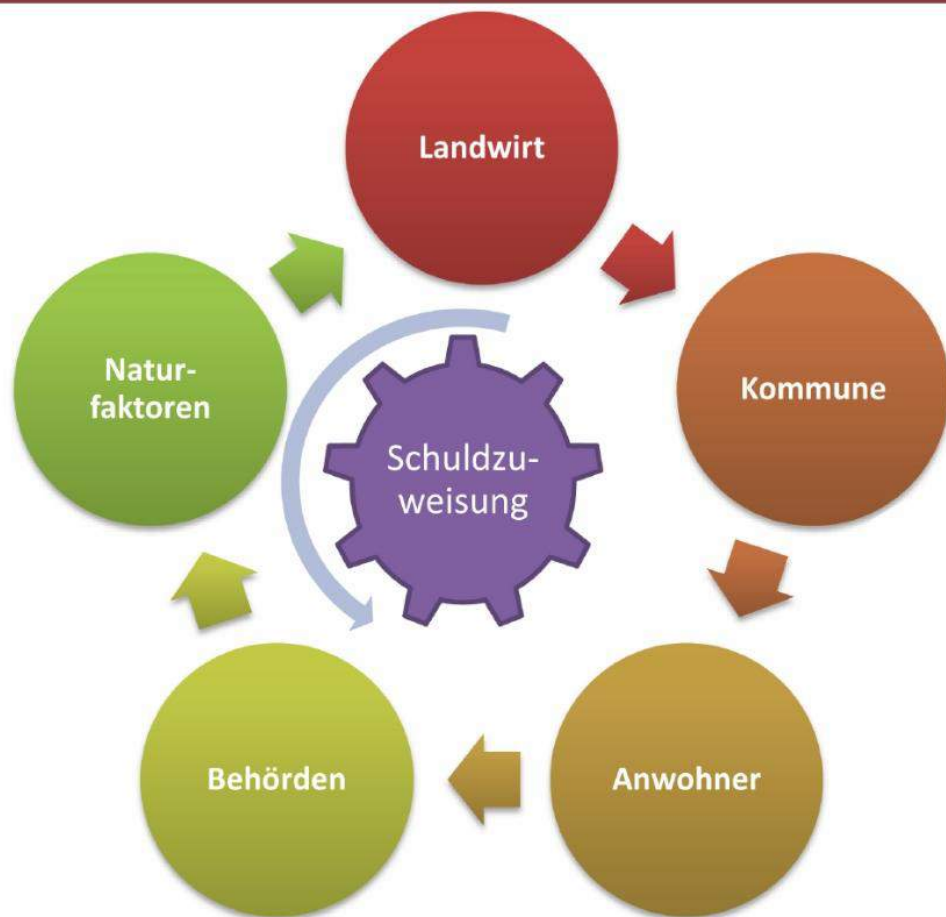 Landwirt
Kommune
Anwohner
Behörden
Natur-
faktoren
Schuldzu-
weisung